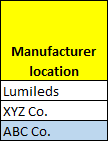 Manufacturer
location
Lumileds
XYZ Co.
ABC Co.